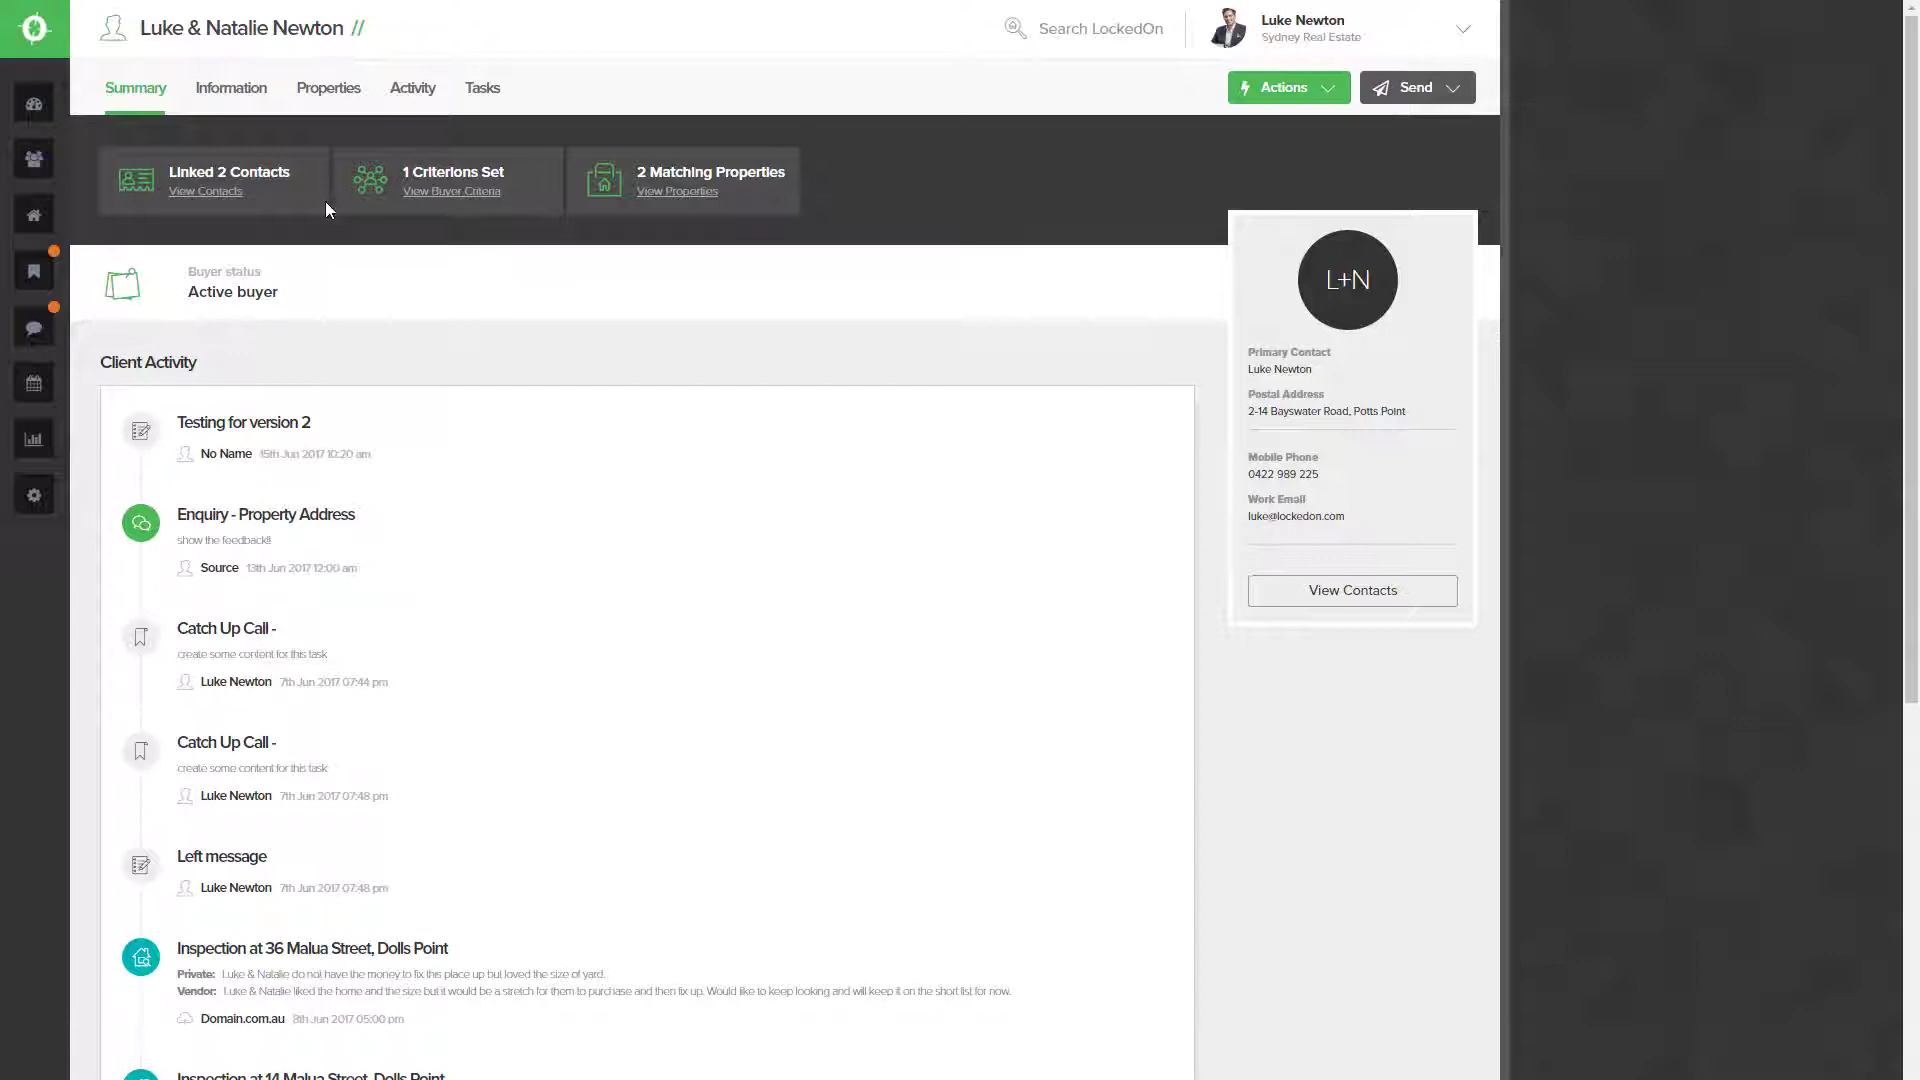 Luke & Natalie Newton //
Search LockedOn
Luke Newton
Sydney Real Estate
Summary
Information
Properties
Activity
Tasks
Actions
Send
Linked 2 Contacts
View Contacts
1 Criterions Set
View Buyer Criteria
2 Matching Properties
View Properties
Buyer status
Active buyer
L+N
Primary Contact
Luke Newton
Postal Address
2-14 Bayswater Road, Potts Point
Mobile Phone
0422 989 225
Work Email
luke@lockedon.com
View Contacts
Client Activity
Testing for version 2
No Name 15th Jun 2017 10:20 am
Enquiry - Property Address
show the feedback!!
Source 13th Jun 2017 12:00 am
Catch Up Call -
create some content for this task
Luke Newton 7th Jun 2017 07:44 pm
Catch Up Call -
create some content for this task
Luke Newton 7th Jun 2017 07:48 pm
Left message
Luke Newton 7th Jun 2017 07:48 pm
Inspection at 36 Malua Street, Dolls Point
Private: Luke & Natalie do not have the money to fix this place up but loved the size of yard.
Vendor: Luke & Natalie liked the home and the size but it would be a stretch for them to purchase and then fix up. Would like to keep looking and will keep it on the short list for now.
Domain.com.au 8th Jun 2017 05:00 pm
Inspection at 14 Malua Street, Dolls Point